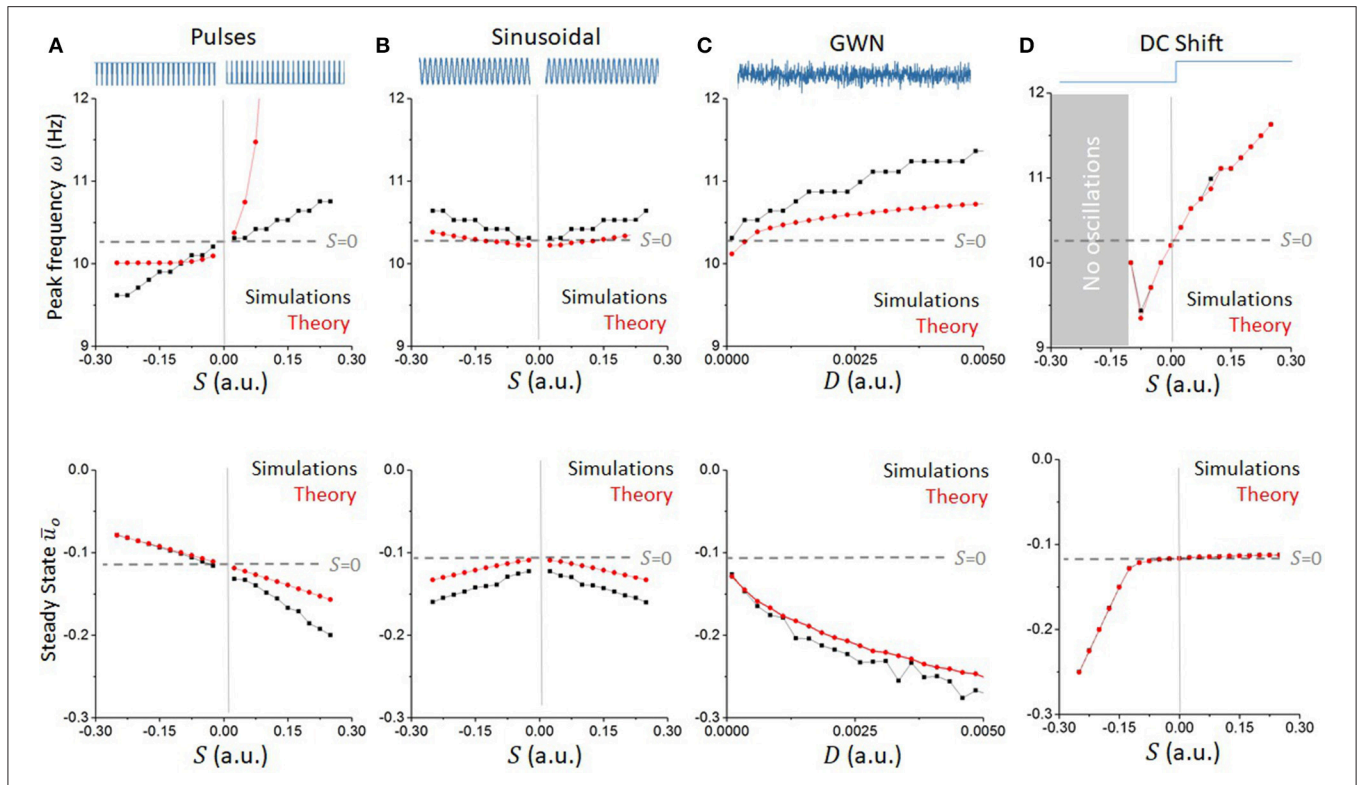 A Pulses
B Sinusoidal
C GWN
D DC Shift
Peak frequency ω (Hz)
12
11
10
9
S=0
Simulations
Theory
-0.30 -0.15 0.00 0.15 0.30
S (a.u.)
12
11
10
9
S=0
Simulations
Theory
-0.30 -0.15 0.00 0.15 0.30
S (a.u.)
12
11
10
9
S=0
Simulations
Theory
0.0000 0.0025 0.0050
D (a.u.)
12
11
10
9
No oscillations
S=0
Simulations
Theory
-0.30 -0.15 0.00 0.15 0.30
S (a.u.)
Steady State ū₀
0.0
-0.1
-0.2
-0.3
Simulations
Theory
S=0
-0.30 -0.15 0.00 0.15 0.30
S (a.u.)
0.0
-0.1
-0.2
-0.3
Simulations
Theory
S=0
-0.30 -0.15 0.00 0.15 0.30
S (a.u.)
0.0
-0.1
-0.2
-0.3
Simulations
Theory
S=0
0.0000 0.0025 0.0050
D (a.u.)
0.0
-0.1
-0.2
-0.3
Simulations
Theory
S=0
-0.30 -0.15 0.00 0.15 0.30
S (a.u.)